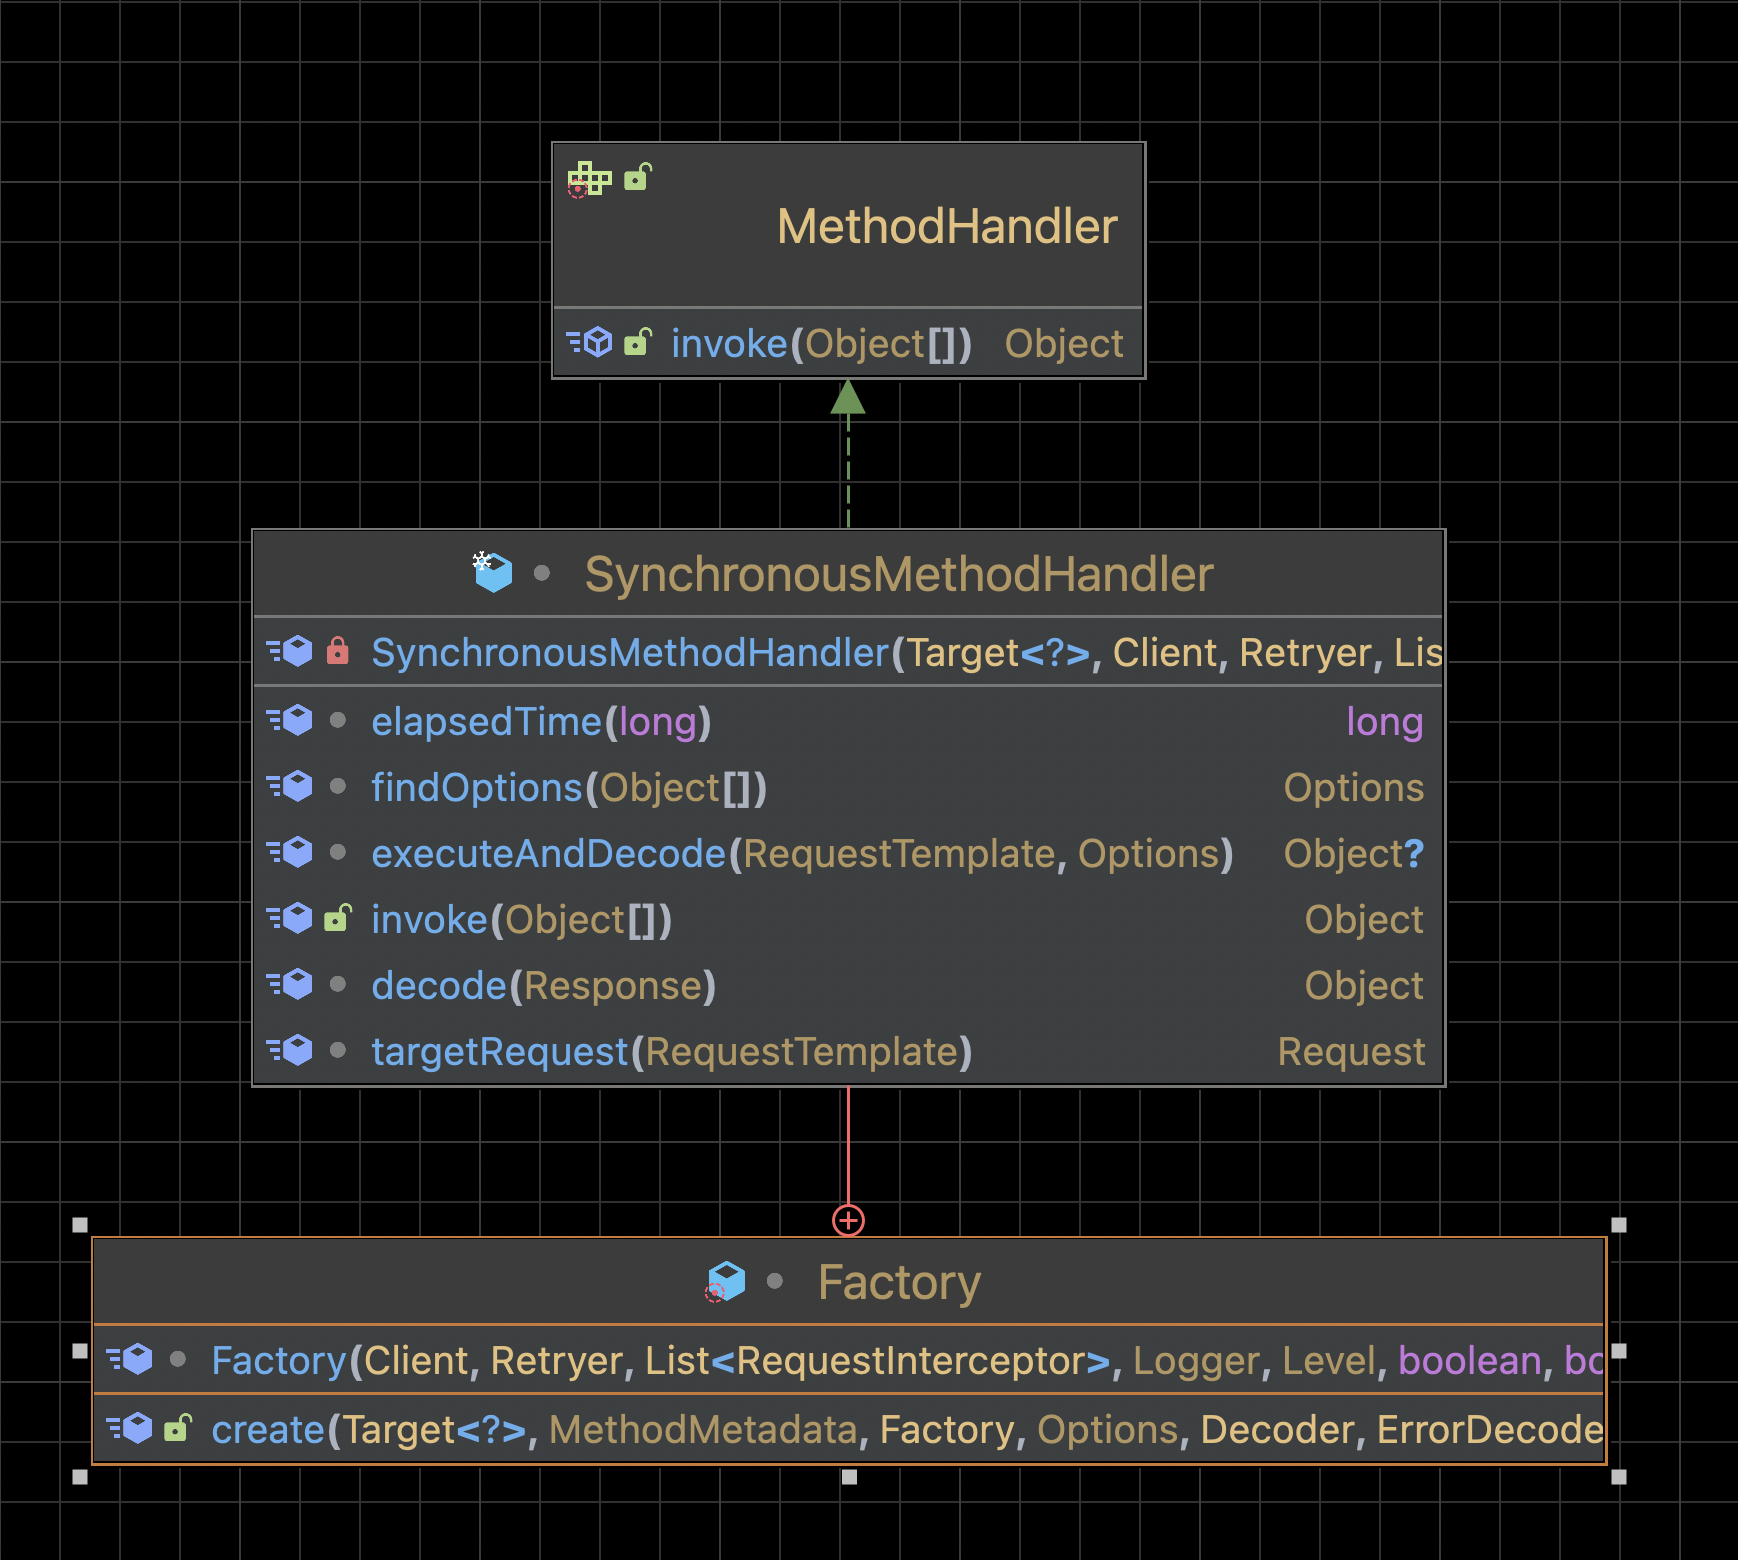 MethodHandler
invoke(Object[]) Object
SynchronousMethodHandler
SynchronousMethodHandler(Target<?>, Client, Retryer, Lis
elapsedTime(long) long
findOptions(Object[]) Options
executeAndDecode(RequestTemplate, Options) Object?
invoke(Object[]) Object
decode(Response) Object
targetRequest(RequestTemplate) Request
Factory
Factory(Client, Retryer, List<RequestInterceptor>, Logger, Level, boolean, bo
create(Target<?>, MethodMetadata, Factory, Options, Decoder, ErrorDecode